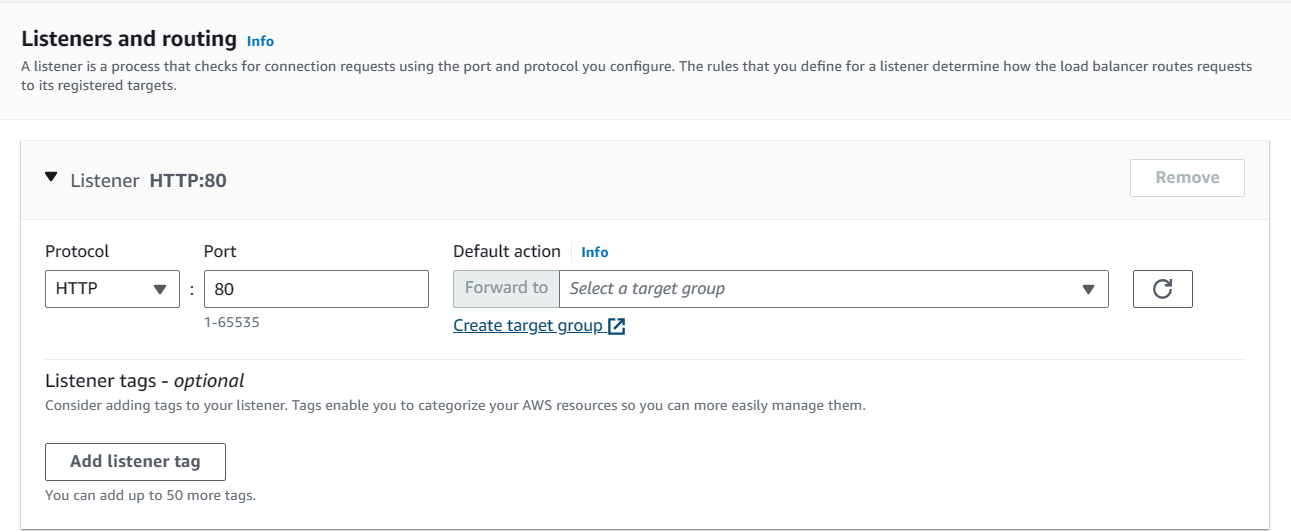 Listeners and routing Info
A listener is a process that checks for connection requests using the port and protocol you configure. The rules that you define for a listener determine how the load balancer routes requests
to its registered targets.
Listener HTTP:80
Remove
Protocol Port Default action Info
HTTP : 80 Forward to Select a target group
1-65535
Create target group
Listener tags - optional
Consider adding tags to your listener. Tags enable you to categorize your AWS resources so you can more easily manage them.
Add listener tag
You can add up to 50 more tags.